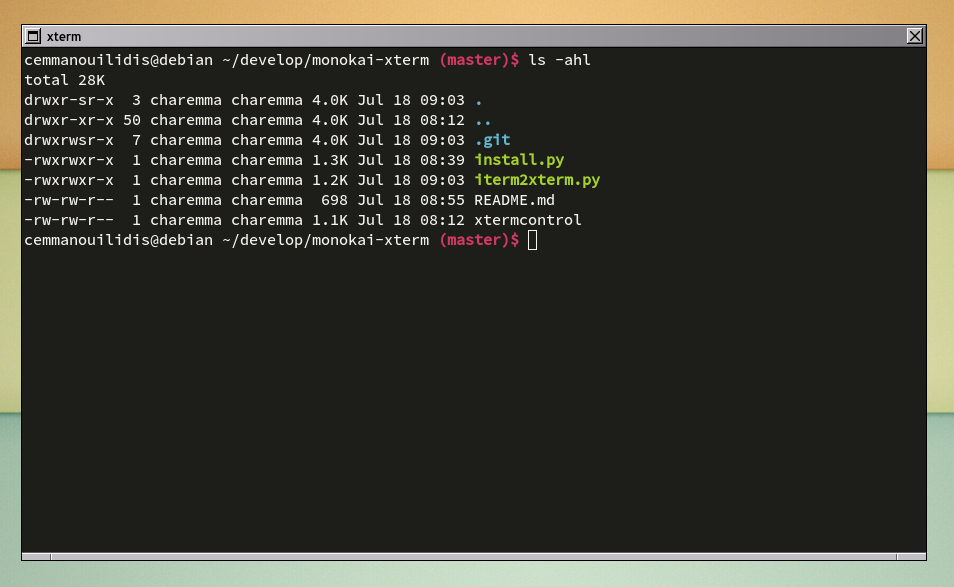 xterm
cemmanouilidis@debian ~/develop/monokai-xterm (master)$ ls -ahl
total 28K
drwxr-sr-x  3 charemma charemma 4.0K Jul 18 09:03 .
drwxr-xr-x 50 charemma charemma 4.0K Jul 18 08:12 ..
drwxrwsr-x  7 charemma charemma 4.0K Jul 18 09:03 .git
-rwxrwxr-x  1 charemma charemma 1.3K Jul 18 08:39 install.py
-rwxrwxr-x  1 charemma charemma 1.2K Jul 18 09:03 iterm2xterm.py
-rw-rw-r--  1 charemma charemma  698 Jul 18 08:55 README.md
-rw-rw-r--  1 charemma charemma 1.1K Jul 18 08:12 xtermcontrol
cemmanouilidis@debian ~/develop/monokai-xterm (master)$